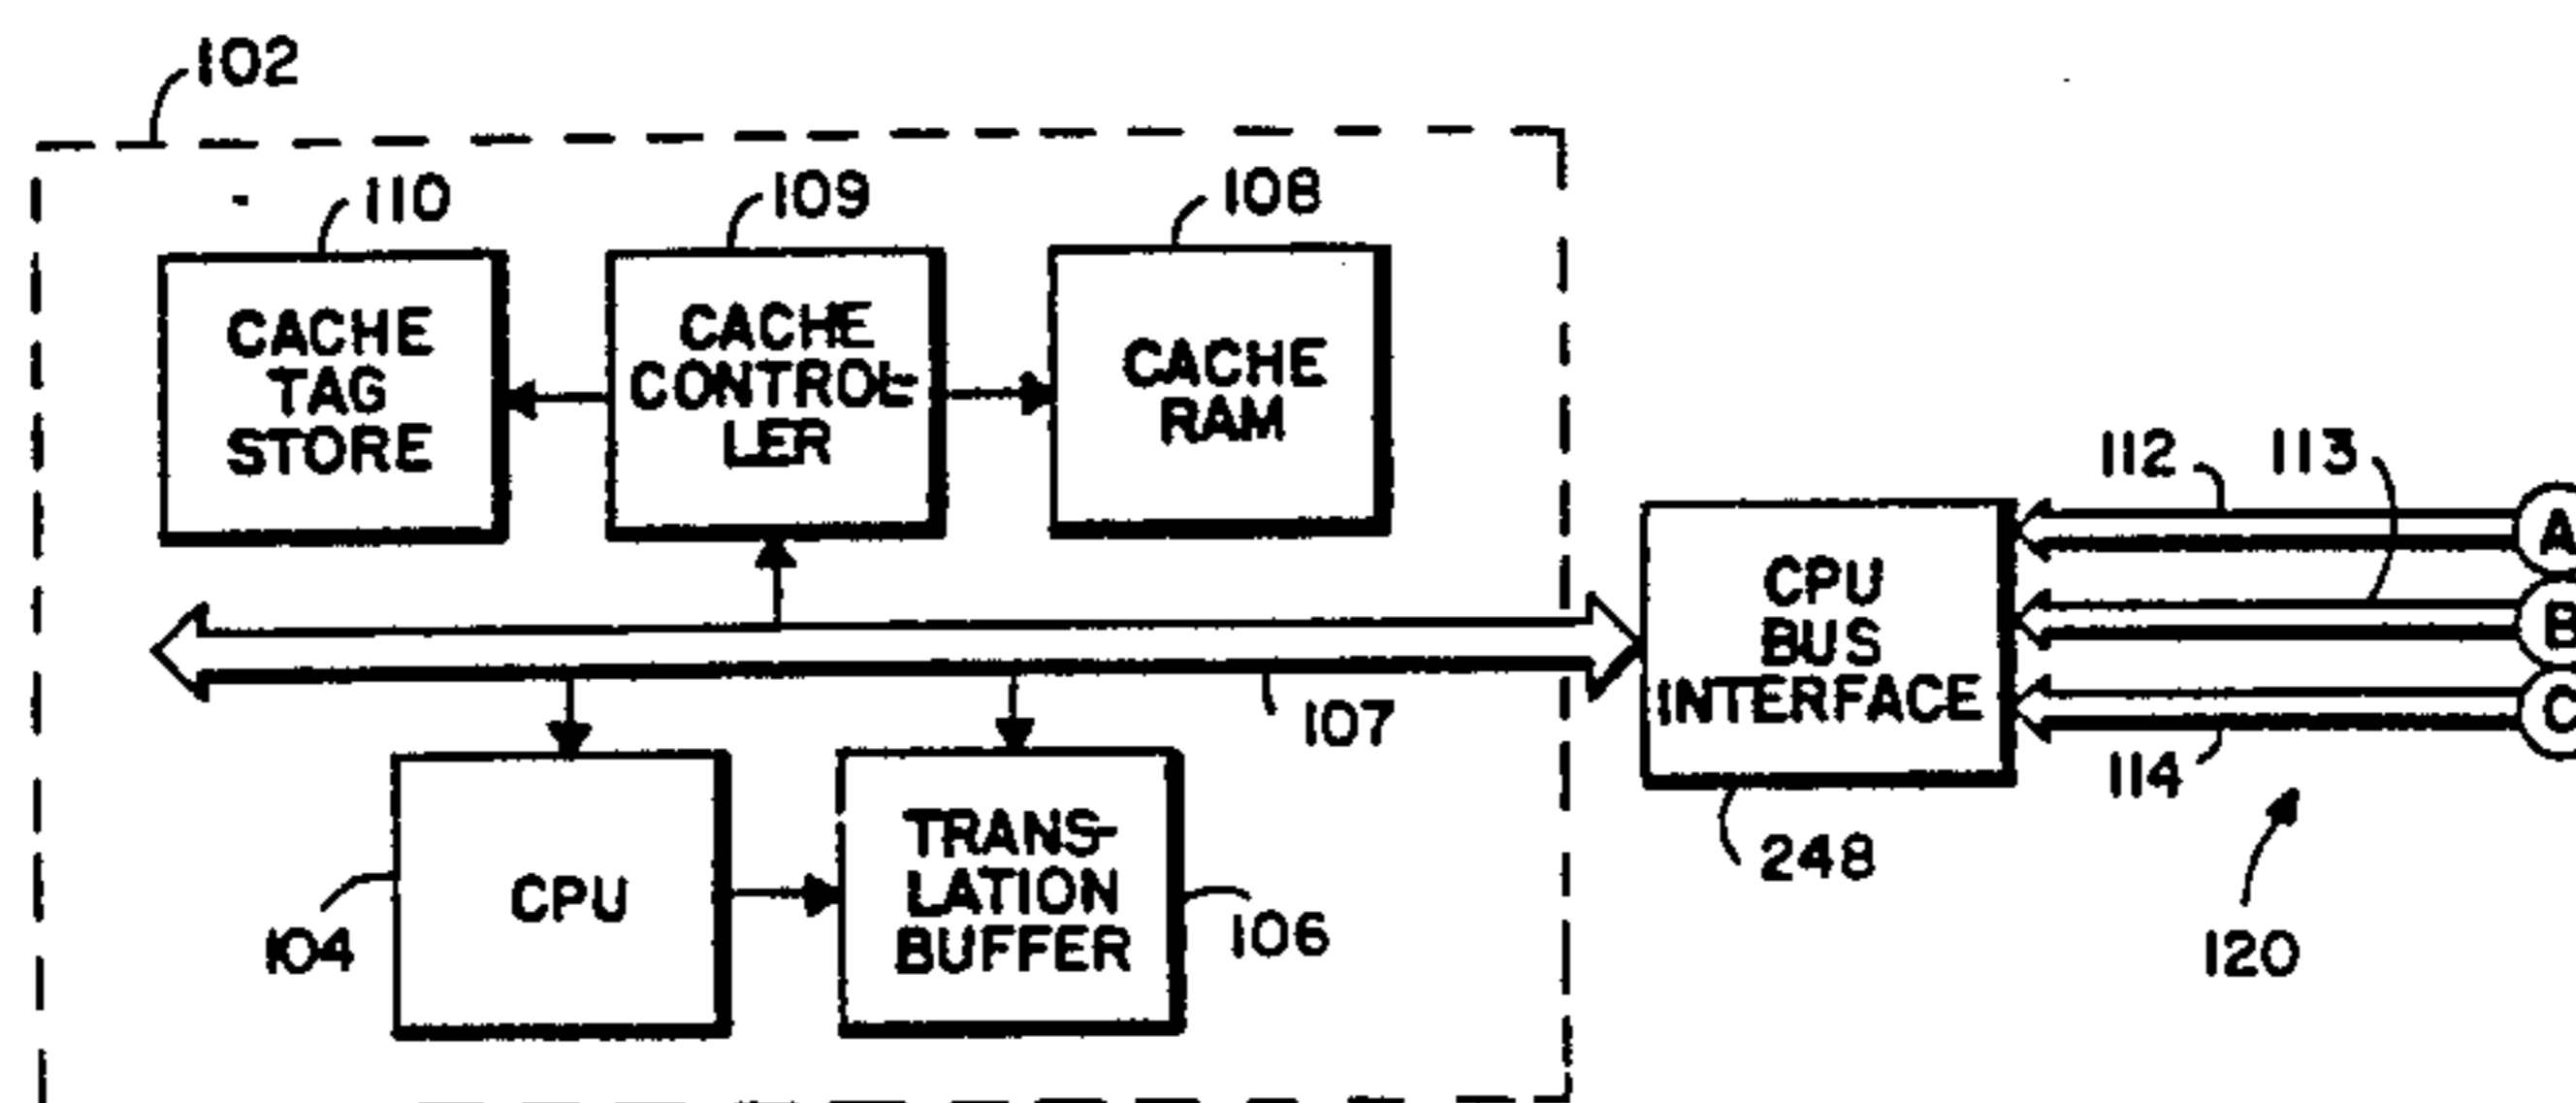 102
110
109
108
CACHE
TAG
STORE
CACHE
CONTROL-
LER
CACHE
RAM
112
113
A
B
C
CPU
BUS
INTERFACE
107
114
248
120
CPU
104
TRANS-
LATION
BUFFER
106